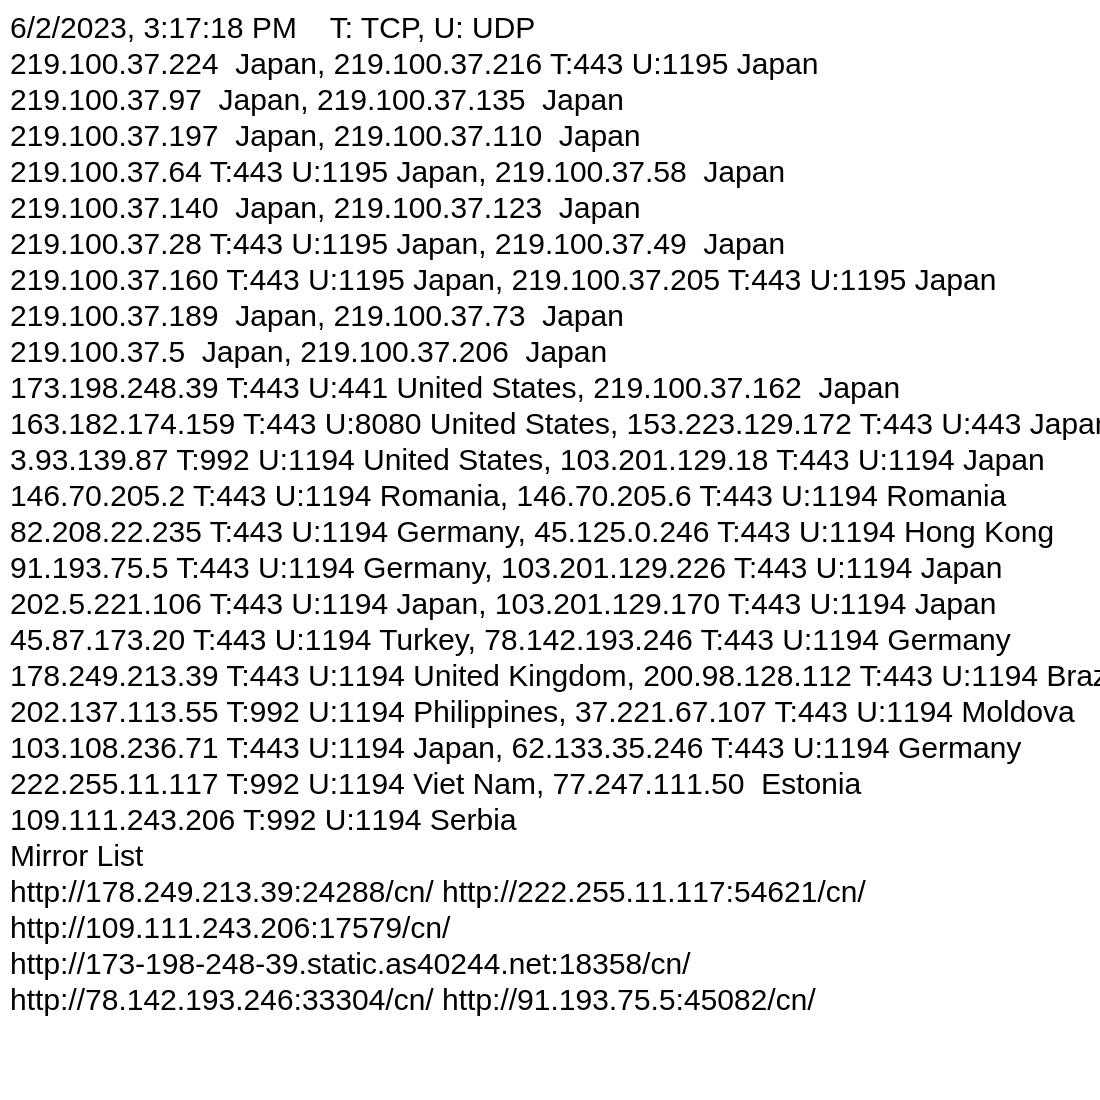 6/2/2023, 3:17:18 PM    T: TCP, U: UDP
219.100.37.224  Japan, 219.100.37.216 T:443 U:1195 Japan
219.100.37.97  Japan, 219.100.37.135  Japan
219.100.37.197  Japan, 219.100.37.110  Japan
219.100.37.64 T:443 U:1195 Japan, 219.100.37.58  Japan
219.100.37.140  Japan, 219.100.37.123  Japan
219.100.37.28 T:443 U:1195 Japan, 219.100.37.49  Japan
219.100.37.160 T:443 U:1195 Japan, 219.100.37.205 T:443 U:1195 Japan
219.100.37.189  Japan, 219.100.37.73  Japan
219.100.37.5  Japan, 219.100.37.206  Japan
173.198.248.39 T:443 U:441 United States, 219.100.37.162  Japan
163.182.174.159 T:443 U:8080 United States, 153.223.129.172 T:443 U:443 Japan
3.93.139.87 T:992 U:1194 United States, 103.201.129.18 T:443 U:1194 Japan
146.70.205.2 T:443 U:1194 Romania, 146.70.205.6 T:443 U:1194 Romania
82.208.22.235 T:443 U:1194 Germany, 45.125.0.246 T:443 U:1194 Hong Kong
91.193.75.5 T:443 U:1194 Germany, 103.201.129.226 T:443 U:1194 Japan
202.5.221.106 T:443 U:1194 Japan, 103.201.129.170 T:443 U:1194 Japan
45.87.173.20 T:443 U:1194 Turkey, 78.142.193.246 T:443 U:1194 Germany
178.249.213.39 T:443 U:1194 United Kingdom, 200.98.128.112 T:443 U:1194 Braz
202.137.113.55 T:992 U:1194 Philippines, 37.221.67.107 T:443 U:1194 Moldova
103.108.236.71 T:443 U:1194 Japan, 62.133.35.246 T:443 U:1194 Germany
222.255.11.117 T:992 U:1194 Viet Nam, 77.247.111.50  Estonia
109.111.243.206 T:992 U:1194 Serbia
Mirror List
http://178.249.213.39:24288/cn/ http://222.255.11.117:54621/cn/
http://109.111.243.206:17579/cn/
http://173-198-248-39.static.as40244.net:18358/cn/
http://78.142.193.246:33304/cn/ http://91.193.75.5:45082/cn/